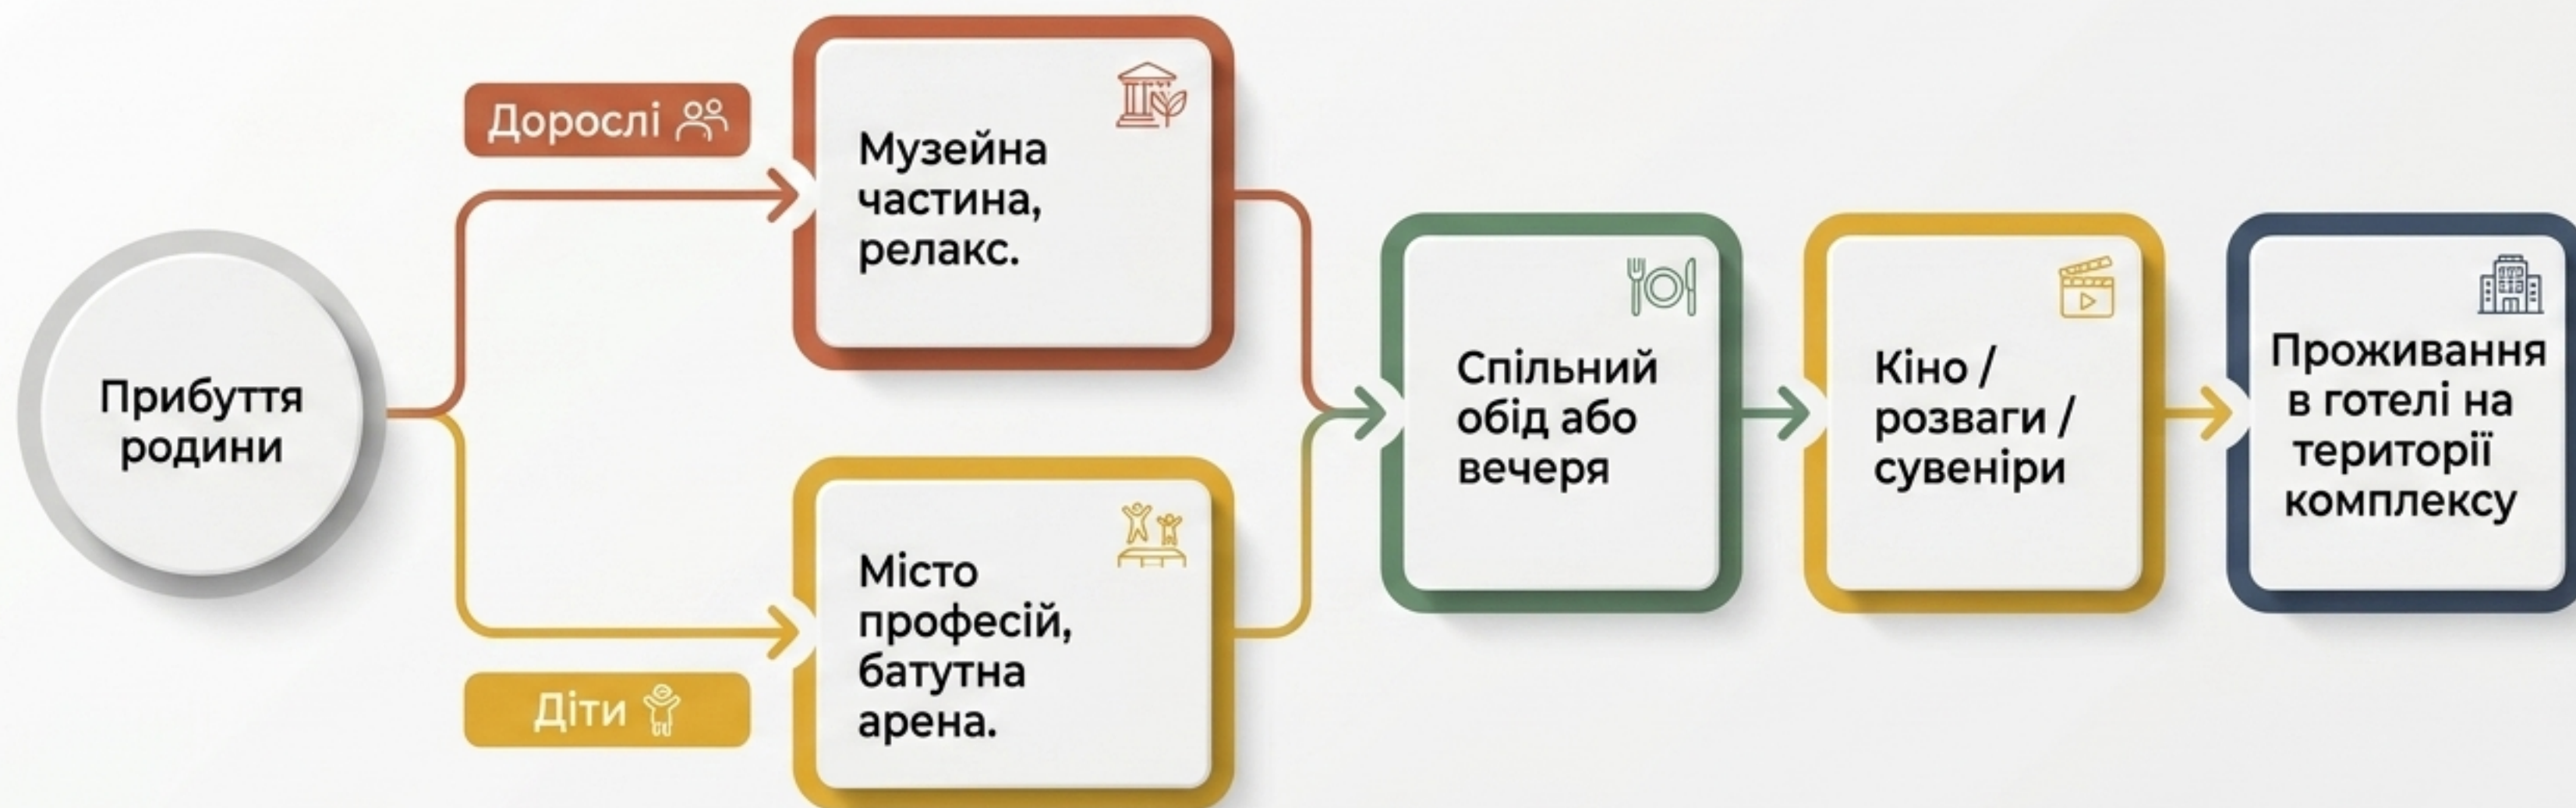 Прибуття
родини
Дорослі
Музейна
частина,
релакс.
Діти
Місто
професій,
батутна
арена.
Спільний
обід або
вечеря
Кіно /
розваги /
сувеніри
Проживання
в готелі на
території
комплексу